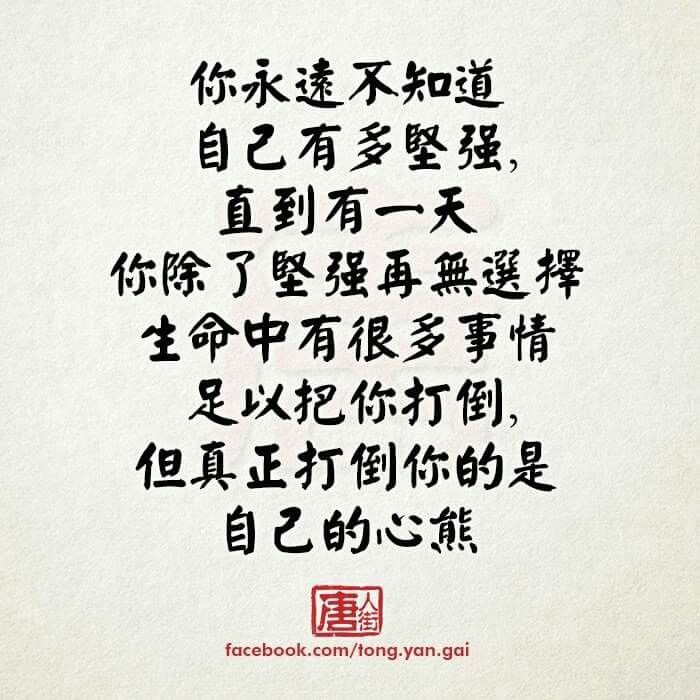 你永遠不知道
自己有多堅强,
直到有一天
你除了堅强再無選擇
生命中有很多事情
足以把你打倒,
但真正打倒你的是
自己的心熊
唐人街
facebook.com/tong.yan.gai